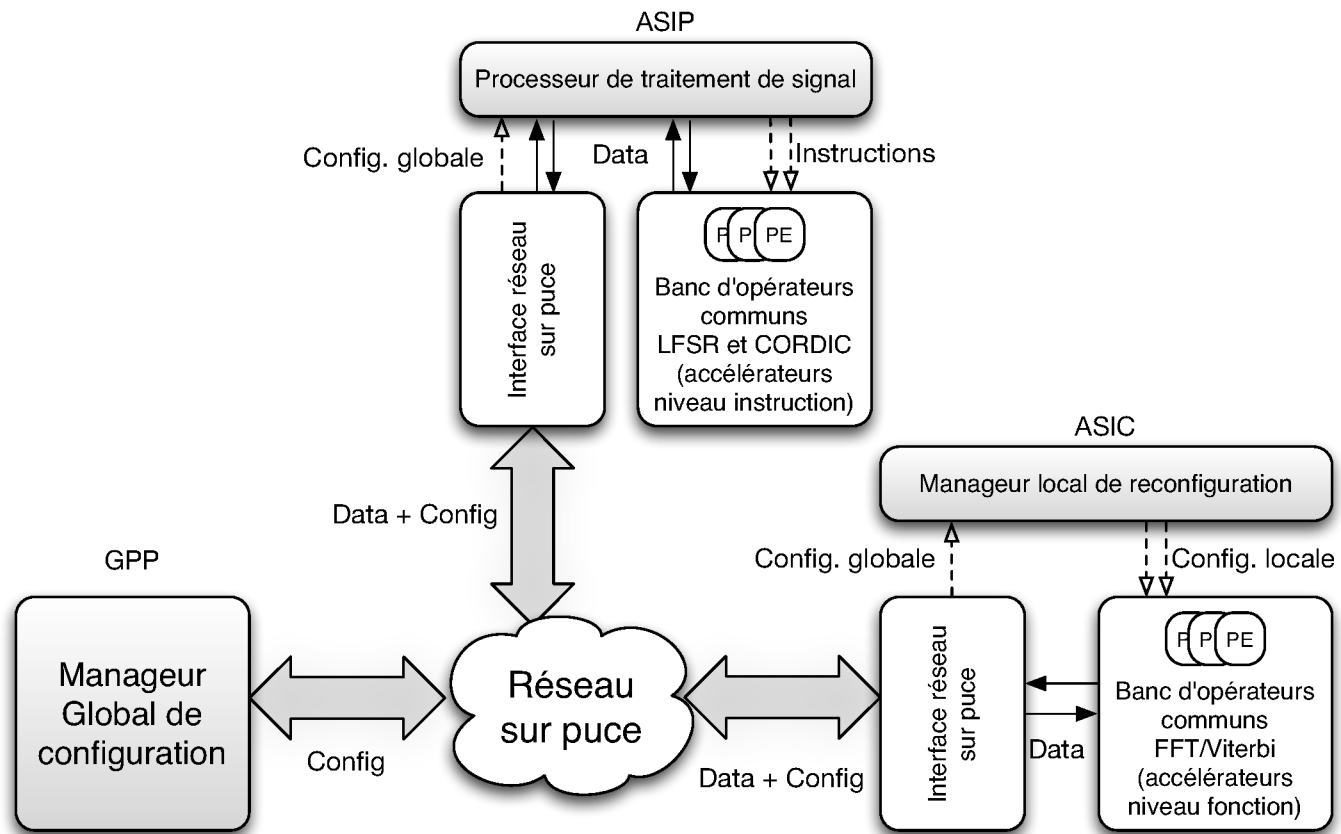 ASIP
Processeur de traitement de signal
Config. globale
Data
Instructions
Interface réseau
sur puce
P P PE
Banc d'opérateurs
communs
LFSR et CORDIC
(accélérateurs
niveau instruction)
Data + Config
ASIC
Manageur local de reconfiguration
Config. globale
Config. locale
GPP
Manageur
Global de
configuration
Config
Réseau
sur puce
Data + Config
Interface réseau
sur puce
Data
P P PE
Banc d'opérateurs
communs
FFT/Viterbi
(accélérateurs
niveau fonction)